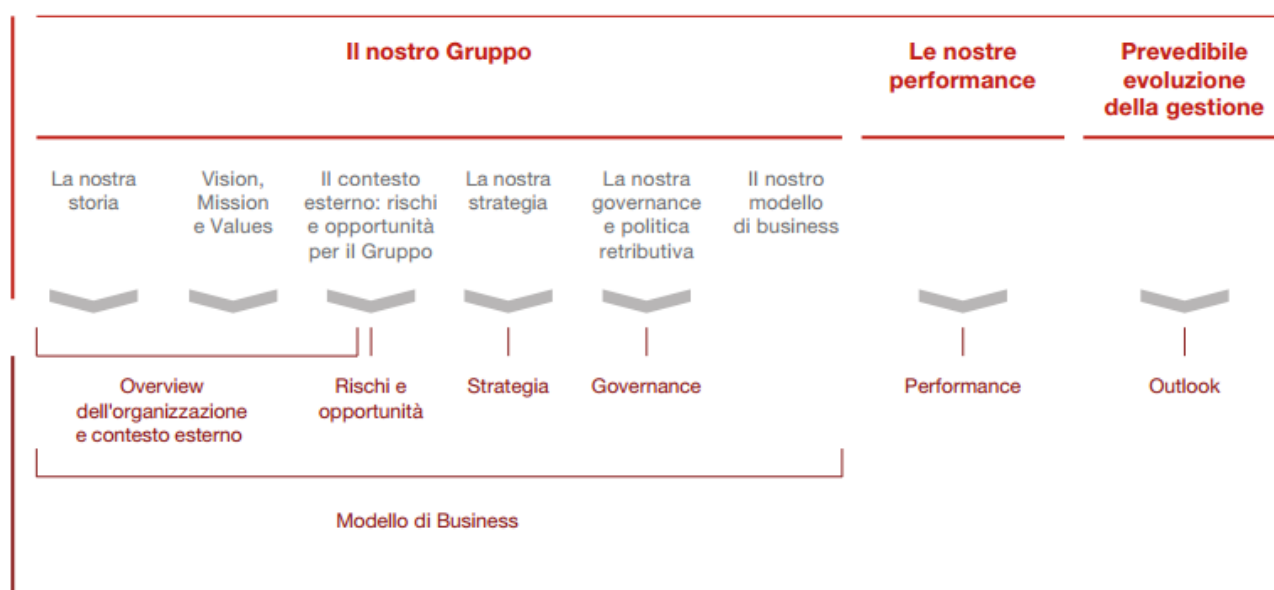 Il nostro Gruppo
Le nostre
performance
Prevedibile
evoluzione
della gestione
La nostra
storia
Vision,
Mission
e Values
Il contesto
esterno: rischi
e opportunità
per il Gruppo
La nostra
strategia
La nostra
governance
e politica
retributiva
Il nostro
modello
di business
Overview
dell'organizzazione
e contesto esterno
Rischi e
opportunità
Strategia
Governance
Performance
Outlook
Modello di Business